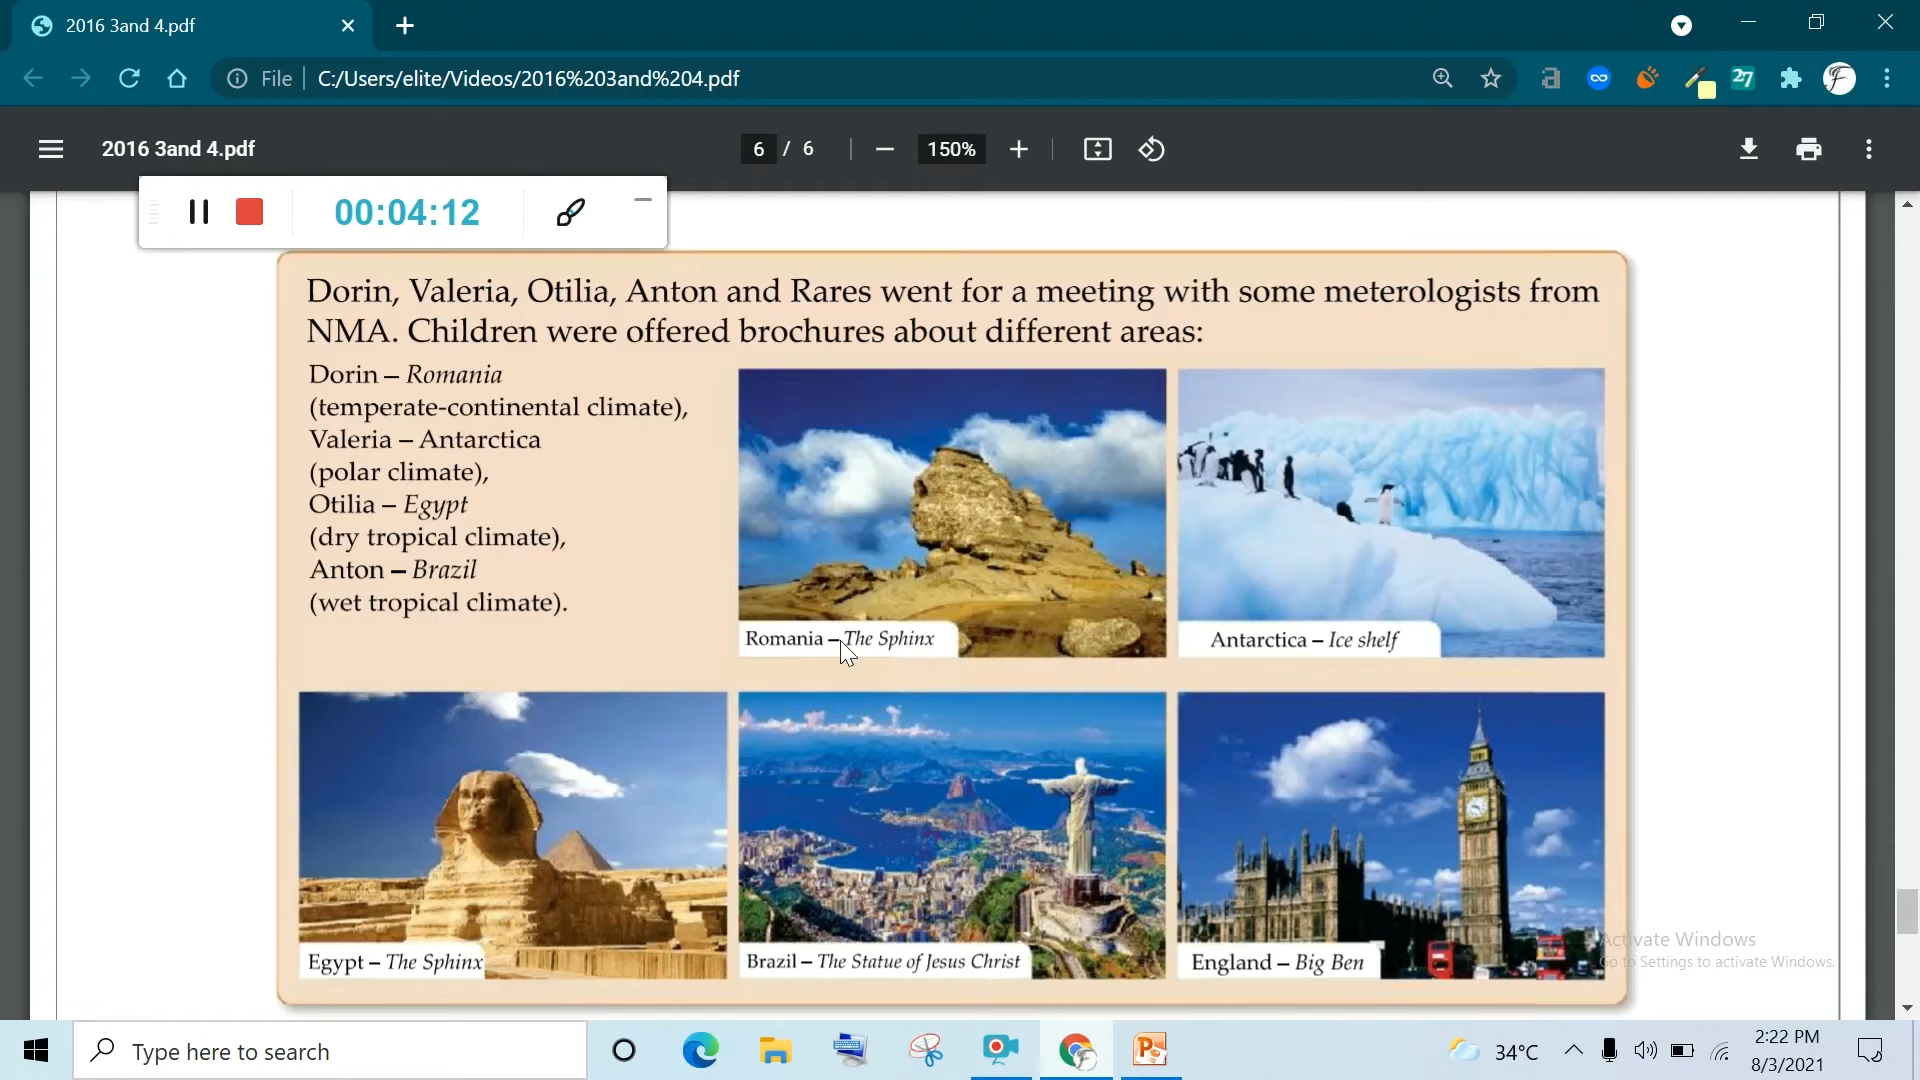 2016 3and 4.pdf
File
C:/Users/elite/Videos/2016%203and%204.pdf
27
2016 3and 4.pdf
6 / 6
150%
00:04:12
Dorin, Valeria, Otilia, Anton and Rares went for a meeting with some meterologists from
NMA. Children were offered brochures about different areas:
Dorin – Romania
(temperate-continental climate),
Valeria – Antarctica
(polar climate),
Otilia – Egypt
(dry tropical climate),
Anton – Brazil
(wet tropical climate).
Romania – The Sphinx
Antarctica – Ice shelf
Egypt – The Sphinx
Brazil – The Statue of Jesus Christ
England – Big Ben
Activate Windows
Go to Settings to activate Windows.
Type here to search
34°C
2:22 PM
8/3/2021